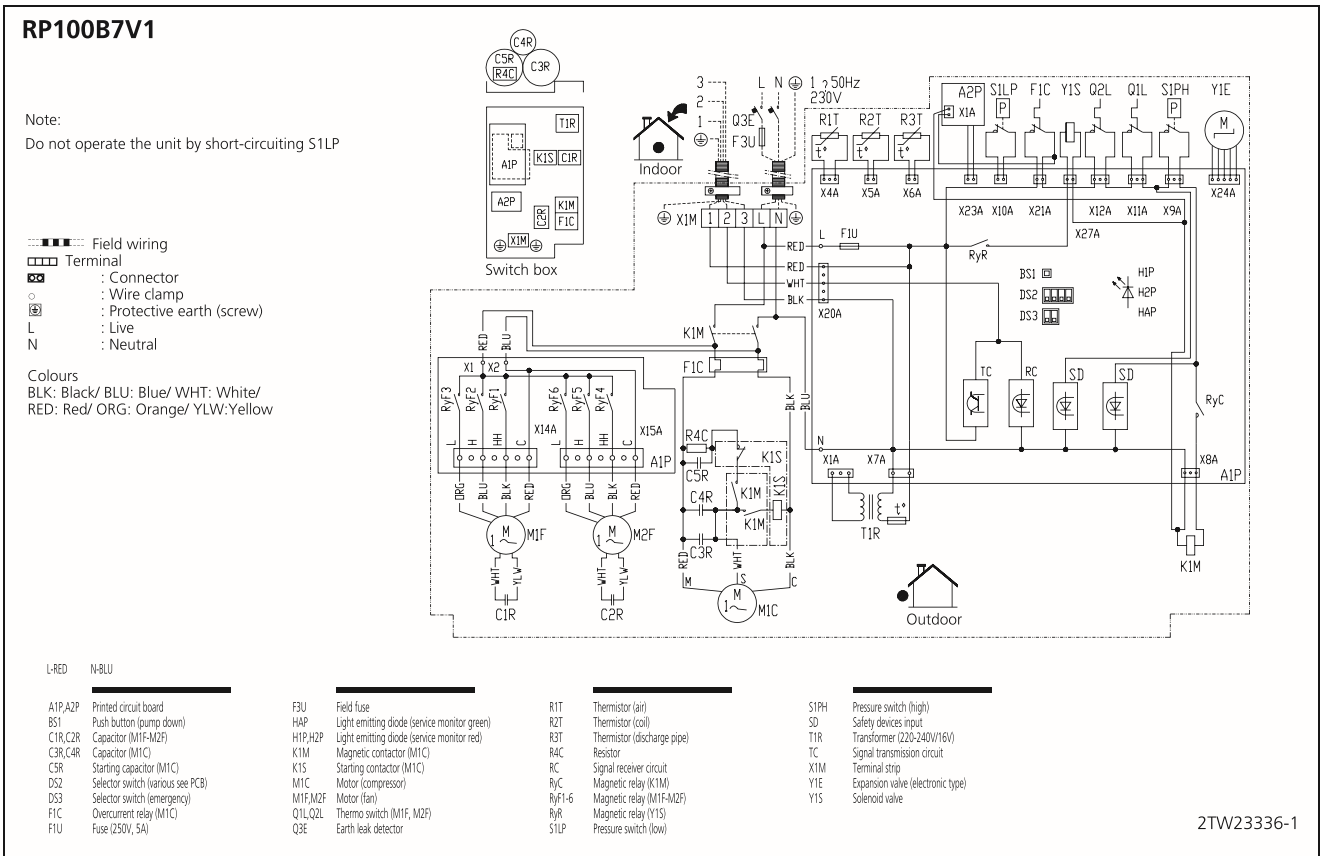 RP100B7V1
Note:
Do not operate the unit by short-circuiting S1LP
Field wiring
Terminal
: Connector
: Wire clamp
: Protective earth (screw)
L : Live
N : Neutral
Colours
BLK: Black/ BLU: Blue/ WHT: White/
RED: Red/ ORG: Orange/ YLW:Yellow
C4R
C5R
R4C
C3R
T1R
A1P
K1S C1R
A2P
C2R
K1M
F1C
X1M
Switch box
Indoor
3
2
1
L N 1 ~ 50Hz
230V
Q3E
F3U
X1M 1 2 3 L N
R1T R2T R3T
t° t° t°
X4A X5A X6A
A2P S1LP F1C Y1S Q2L Q1L S1PH Y1E
X1A P P M
X23A X10A X21A X12A X11A X9A X24A
X27A
L F1U
RyR
RED
RED
WHT
BLK
X20A
BS1
DS2
DS3
H1P
H2P
HAP
TC RC SD SD
RyC
N
X1A X7A X8A
A1P
T1R t°
K1M
K1M
F1C
BLK BLU
RED BLU
X1 X2
RyF3 RyF2 RyF1 RyF6 RyF5 RyF4
X14A X15A
L H HH C L H HH C
A1P
ORG BLU BLK RED ORG BLU BLK RED
M 1~ M1F M 1~ M2F
WHT YLW WHT YLW
C1R C2R
R4C
C5R
K1S
C4R
K1M
K1M
K1S
C3R
RED WHT BLK
M S C
M 1~ M1C
Outdoor
L-RED N-BLU
A1P,A2P Printed circuit board
BS1 Push button (pump down)
C1R,C2R Capacitor (M1F-M2F)
C3R,C4R Capacitor (M1C)
C5R Starting capacitor (M1C)
DS2 Selector switch (various see PCB)
DS3 Selector switch (emergency)
F1C Overcurrent relay (M1C)
F1U Fuse (250V, 5A)
F3U Field fuse
HAP Light emitting diode (service monitor green)
H1P,H2P Light emitting diode (service monitor red)
K1M Magnetic contactor (M1C)
K1S Starting contactor (M1C)
M1C Motor (compressor)
M1F,M2F Motor (fan)
Q1L,Q2L Thermo switch (M1F, M2F)
Q3E Earth leak detector
R1T Thermistor (air)
R2T Thermistor (coil)
R3T Thermistor (discharge pipe)
R4C Resistor
RC Signal receiver circuit
RyC Magnetic relay (K1M)
RyF1-6 Magnetic relay (M1F-M2F)
RyR Magnetic relay (Y1S)
S1LP Pressure switch (low)
S1PH Pressure switch (high)
SD Safety devices input
T1R Transformer (220-240V/16V)
TC Signal transmission circuit
X1M Terminal strip
Y1E Expansion valve (electronic type)
Y1S Solenoid valve
2TW23336-1